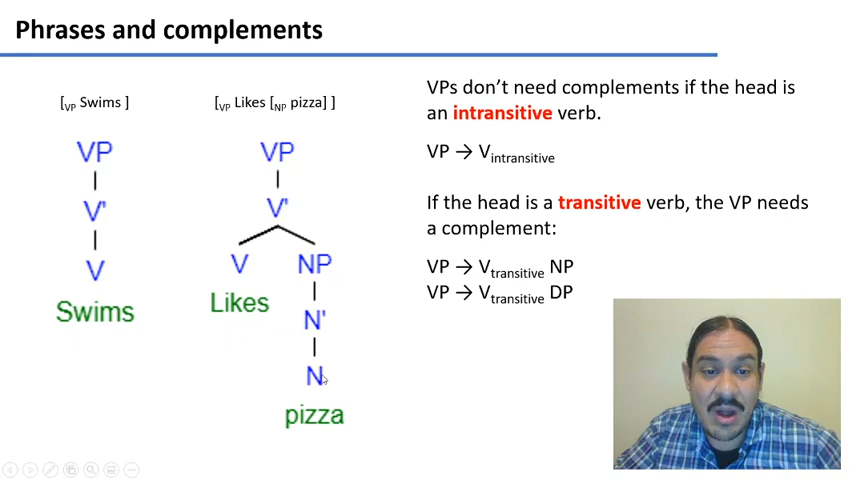 Phrases and complements
[VP Swims ]
[VP Likes [NP pizza] ]
VP
V'
V
Swims
VP
V'
V NP
Likes
N'
N
pizza
VPs don’t need complements if the head is
an intransitive verb.
VP → Vintransitive
If the head is a transitive verb, the VP needs
a complement:
VP → Vtransitive NP
VP → Vtransitive DP